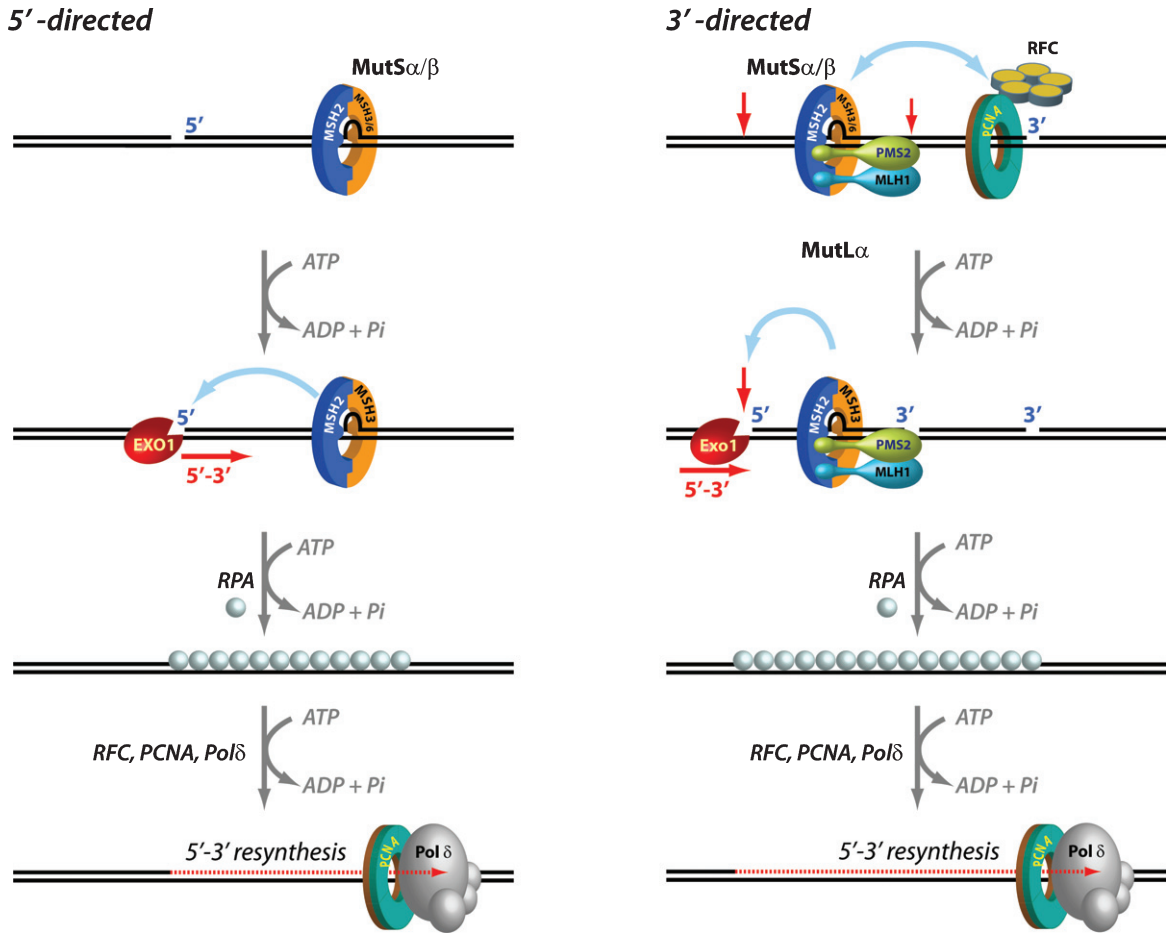 5′-directed
MutSα/β
5′
MSH2
MSH3/6
ATP
ADP + Pi
5′
EXO1
5′-3′
MSH2
MSH3
ATP
RPA
ADP + Pi
ATP
RFC, PCNA, Polδ
ADP + Pi
5′-3′ resynthesis
PCNA
Pol δ
3′-directed
MutSα/β
RFC
MSH2
MSH3/6
PCNA
3′
PMS2
MLH1
MutLα
ATP
ADP + Pi
5′
3′
3′
Exo1
5′-3′
MSH2
MSH3
PMS2
MLH1
ATP
RPA
ADP + Pi
ATP
RFC, PCNA, Polδ
ADP + Pi
5′-3′ resynthesis
PCNA
Pol δ